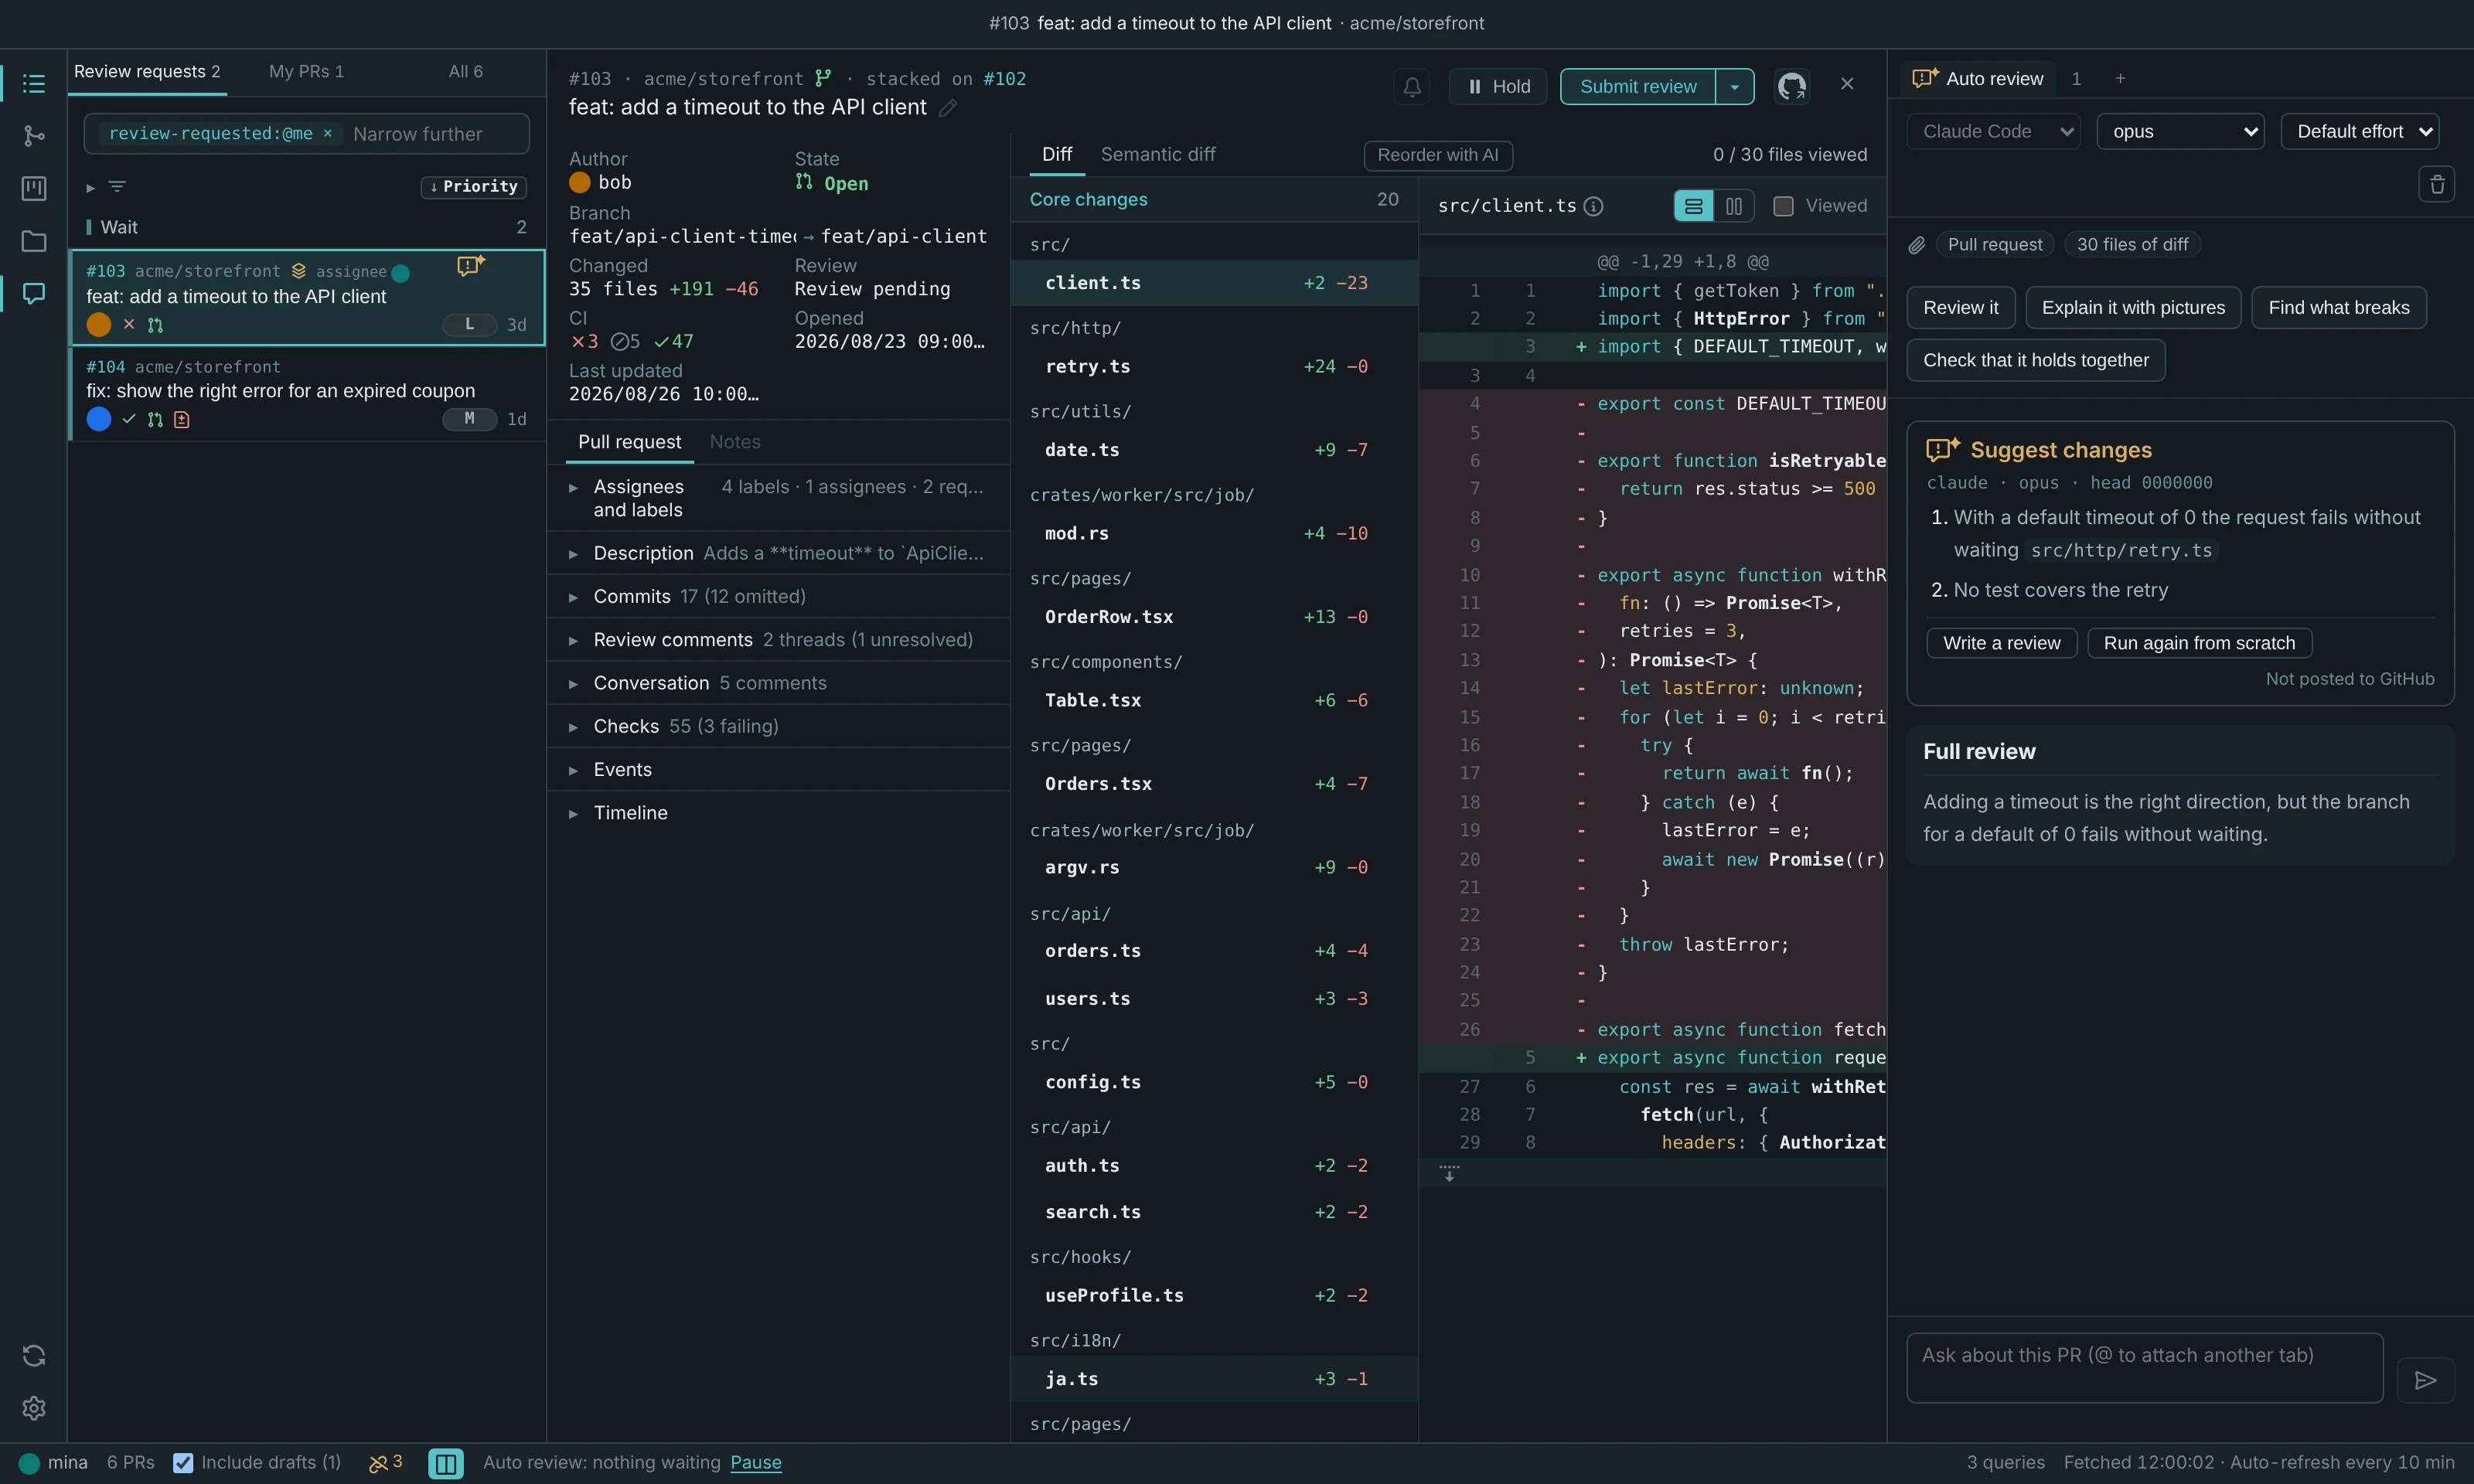 #103 feat: add a timeout to the API client · acme/storefront
Review requests 2
My PRs 1
All 6
review-requested:@me ×
Narrow further
↓ Priority
Wait
2
#103 acme/storefront assignee
feat: add a timeout to the API client
L 3d
#104 acme/storefront
fix: show the right error for an expired coupon
M 1d
#103 · acme/storefront · stacked on #102
feat: add a timeout to the API client
Hold
Submit review
Author
bob
State
Open
Branch
feat/api-client-time → feat/api-client
Changed
35 files +191 −46
Review
Review pending
CI
×3 5 ✓47
Opened
2026/08/23 09:00…
Last updated
2026/08/26 10:00…
Pull request
Notes
Assignees and labels
4 labels · 1 assignees · 2 req…
Description Adds a **timeout** to `ApiClie…
Commits 17 (12 omitted)
Review comments 2 threads (1 unresolved)
Conversation 5 comments
Checks 55 (3 failing)
Events
Timeline
Diff
Semantic diff
Reorder with AI
0 / 30 files viewed
Core changes 20
src/
client.ts +2 −23
src/http/
retry.ts +24 −0
src/utils/
date.ts +9 −7
crates/worker/src/job/
mod.rs +4 −10
src/pages/
OrderRow.tsx +13 −0
src/components/
Table.tsx +6 −6
src/pages/
Orders.tsx +4 −7
crates/worker/src/job/
argv.rs +9 −0
src/api/
orders.ts +4 −4
users.ts +3 −3
src/
config.ts +5 −0
src/api/
auth.ts +2 −2
search.ts +2 −2
src/hooks/
useProfile.ts +2 −2
src/i18n/
ja.ts +3 −1
src/pages/
src/client.ts
Viewed
@@ -1,29 +1,8 @@
1 1 import { getToken } from ".
2 2 import { HttpError } from "
3 + import { DEFAULT_TIMEOUT, w
3 4
4 - export const DEFAULT_TIMEOU
5 -
6 - export function isRetryable
7 - return res.status >= 500
8 - }
9 -
10 - export async function withR
11 - fn: () => Promise<T>,
12 - retries = 3,
13 - ): Promise<T> {
14 - let lastError: unknown;
15 - for (let i = 0; i < retri
16 - try {
17 - return await fn();
18 - } catch (e) {
19 - lastError = e;
20 - await new Promise((r)
21 - }
22 - }
23 - throw lastError;
24 - }
25 -
26 - export async function fetch
5 + export async function reque
27 6 const res = await withRet
28 7 fetch(url, {
29 8 headers: { Authorizat
Auto review
1
+
Claude Code
opus
Default effort
Pull request
30 files of diff
Review it
Explain it with pictures
Find what breaks
Check that it holds together
Suggest changes
claude · opus · head 0000000
1. With a default timeout of 0 the request fails without
waiting src/http/retry.ts
2. No test covers the retry
Write a review
Run again from scratch
Not posted to GitHub
Full review
Adding a timeout is the right direction, but the branch
for a default of 0 fails without waiting.
Ask about this PR (@ to attach another tab)
mina
6 PRs
Include drafts (1)
3
Auto review: nothing waiting Pause
3 queries
Fetched 12:00:02 · Auto-refresh every 10 min